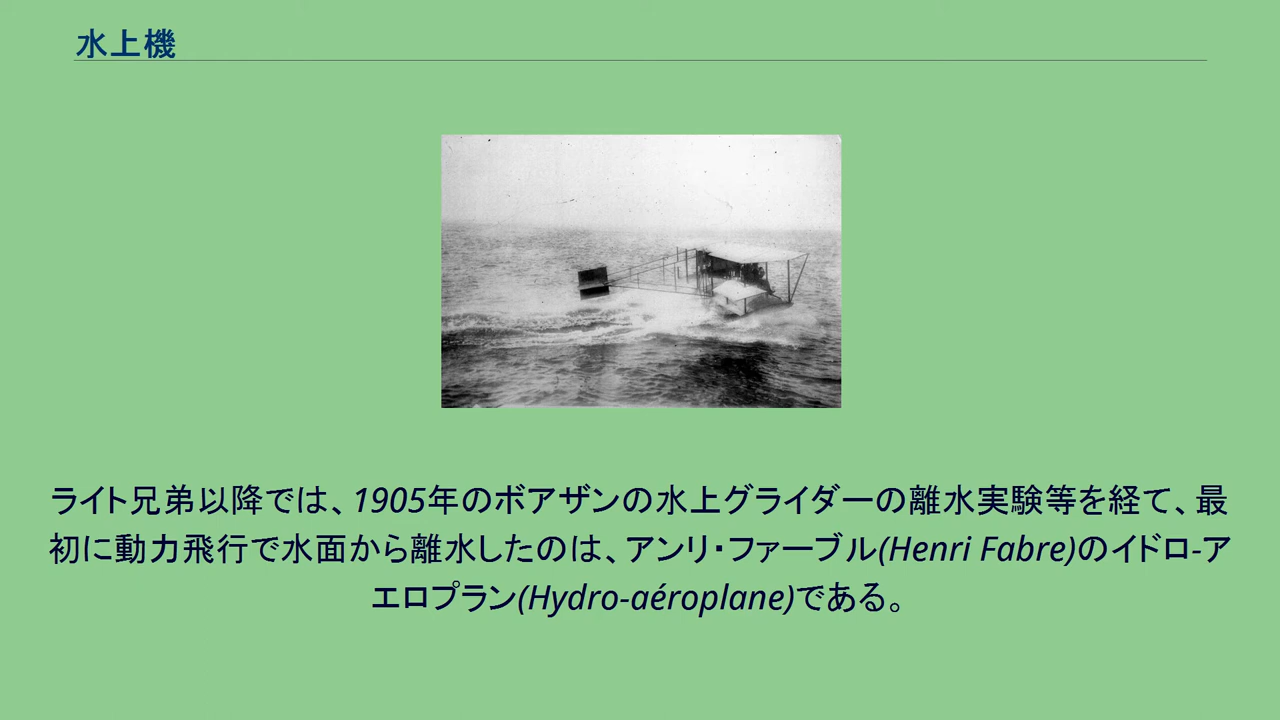 水上機
ライト兄弟以降では、1905年のボアザンの水上グライダーの離水実験等を経て、最
初に動力飛行で水面から離水したのは、アンリ・ファーブル(Henri Fabre)のイドロ-ア
エロプラン(Hydro-aéroplane)である。